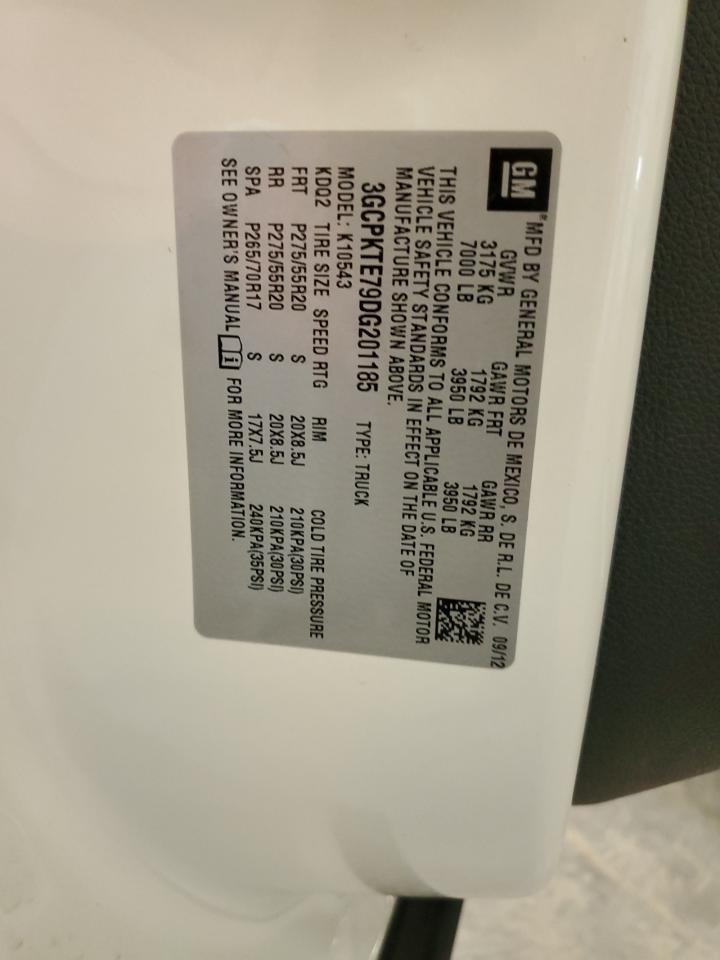 GM
®MFD BY GENERAL MOTORS DE MEXICO, S. DE R.L. DE C.V. 09/12
GVWR GAWR FRT GAWR RR
3175 KG 1792 KG 1792 KG
7000 LB 3950 LB 3950 LB
THIS VEHICLE CONFORMS TO ALL APPLICABLE U.S. FEDERAL MOTOR
VEHICLE SAFETY STANDARDS IN EFFECT ON THE DATE OF
MANUFACTURE SHOWN ABOVE.
3GCPKTE79DG201185 TYPE: TRUCK
MODEL: K10543
KDQ2 TIRE SIZE SPEED RTG RIM COLD TIRE PRESSURE
FRT P275/55R20 S 20X8.5J 210KPA(30PSI)
RR P275/55R20 S 20X8.5J 210KPA(30PSI)
SPA P265/70R17 S 17X7.5J 240KPA(35PSI)
SEE OWNER'S MANUAL i FOR MORE INFORMATION.